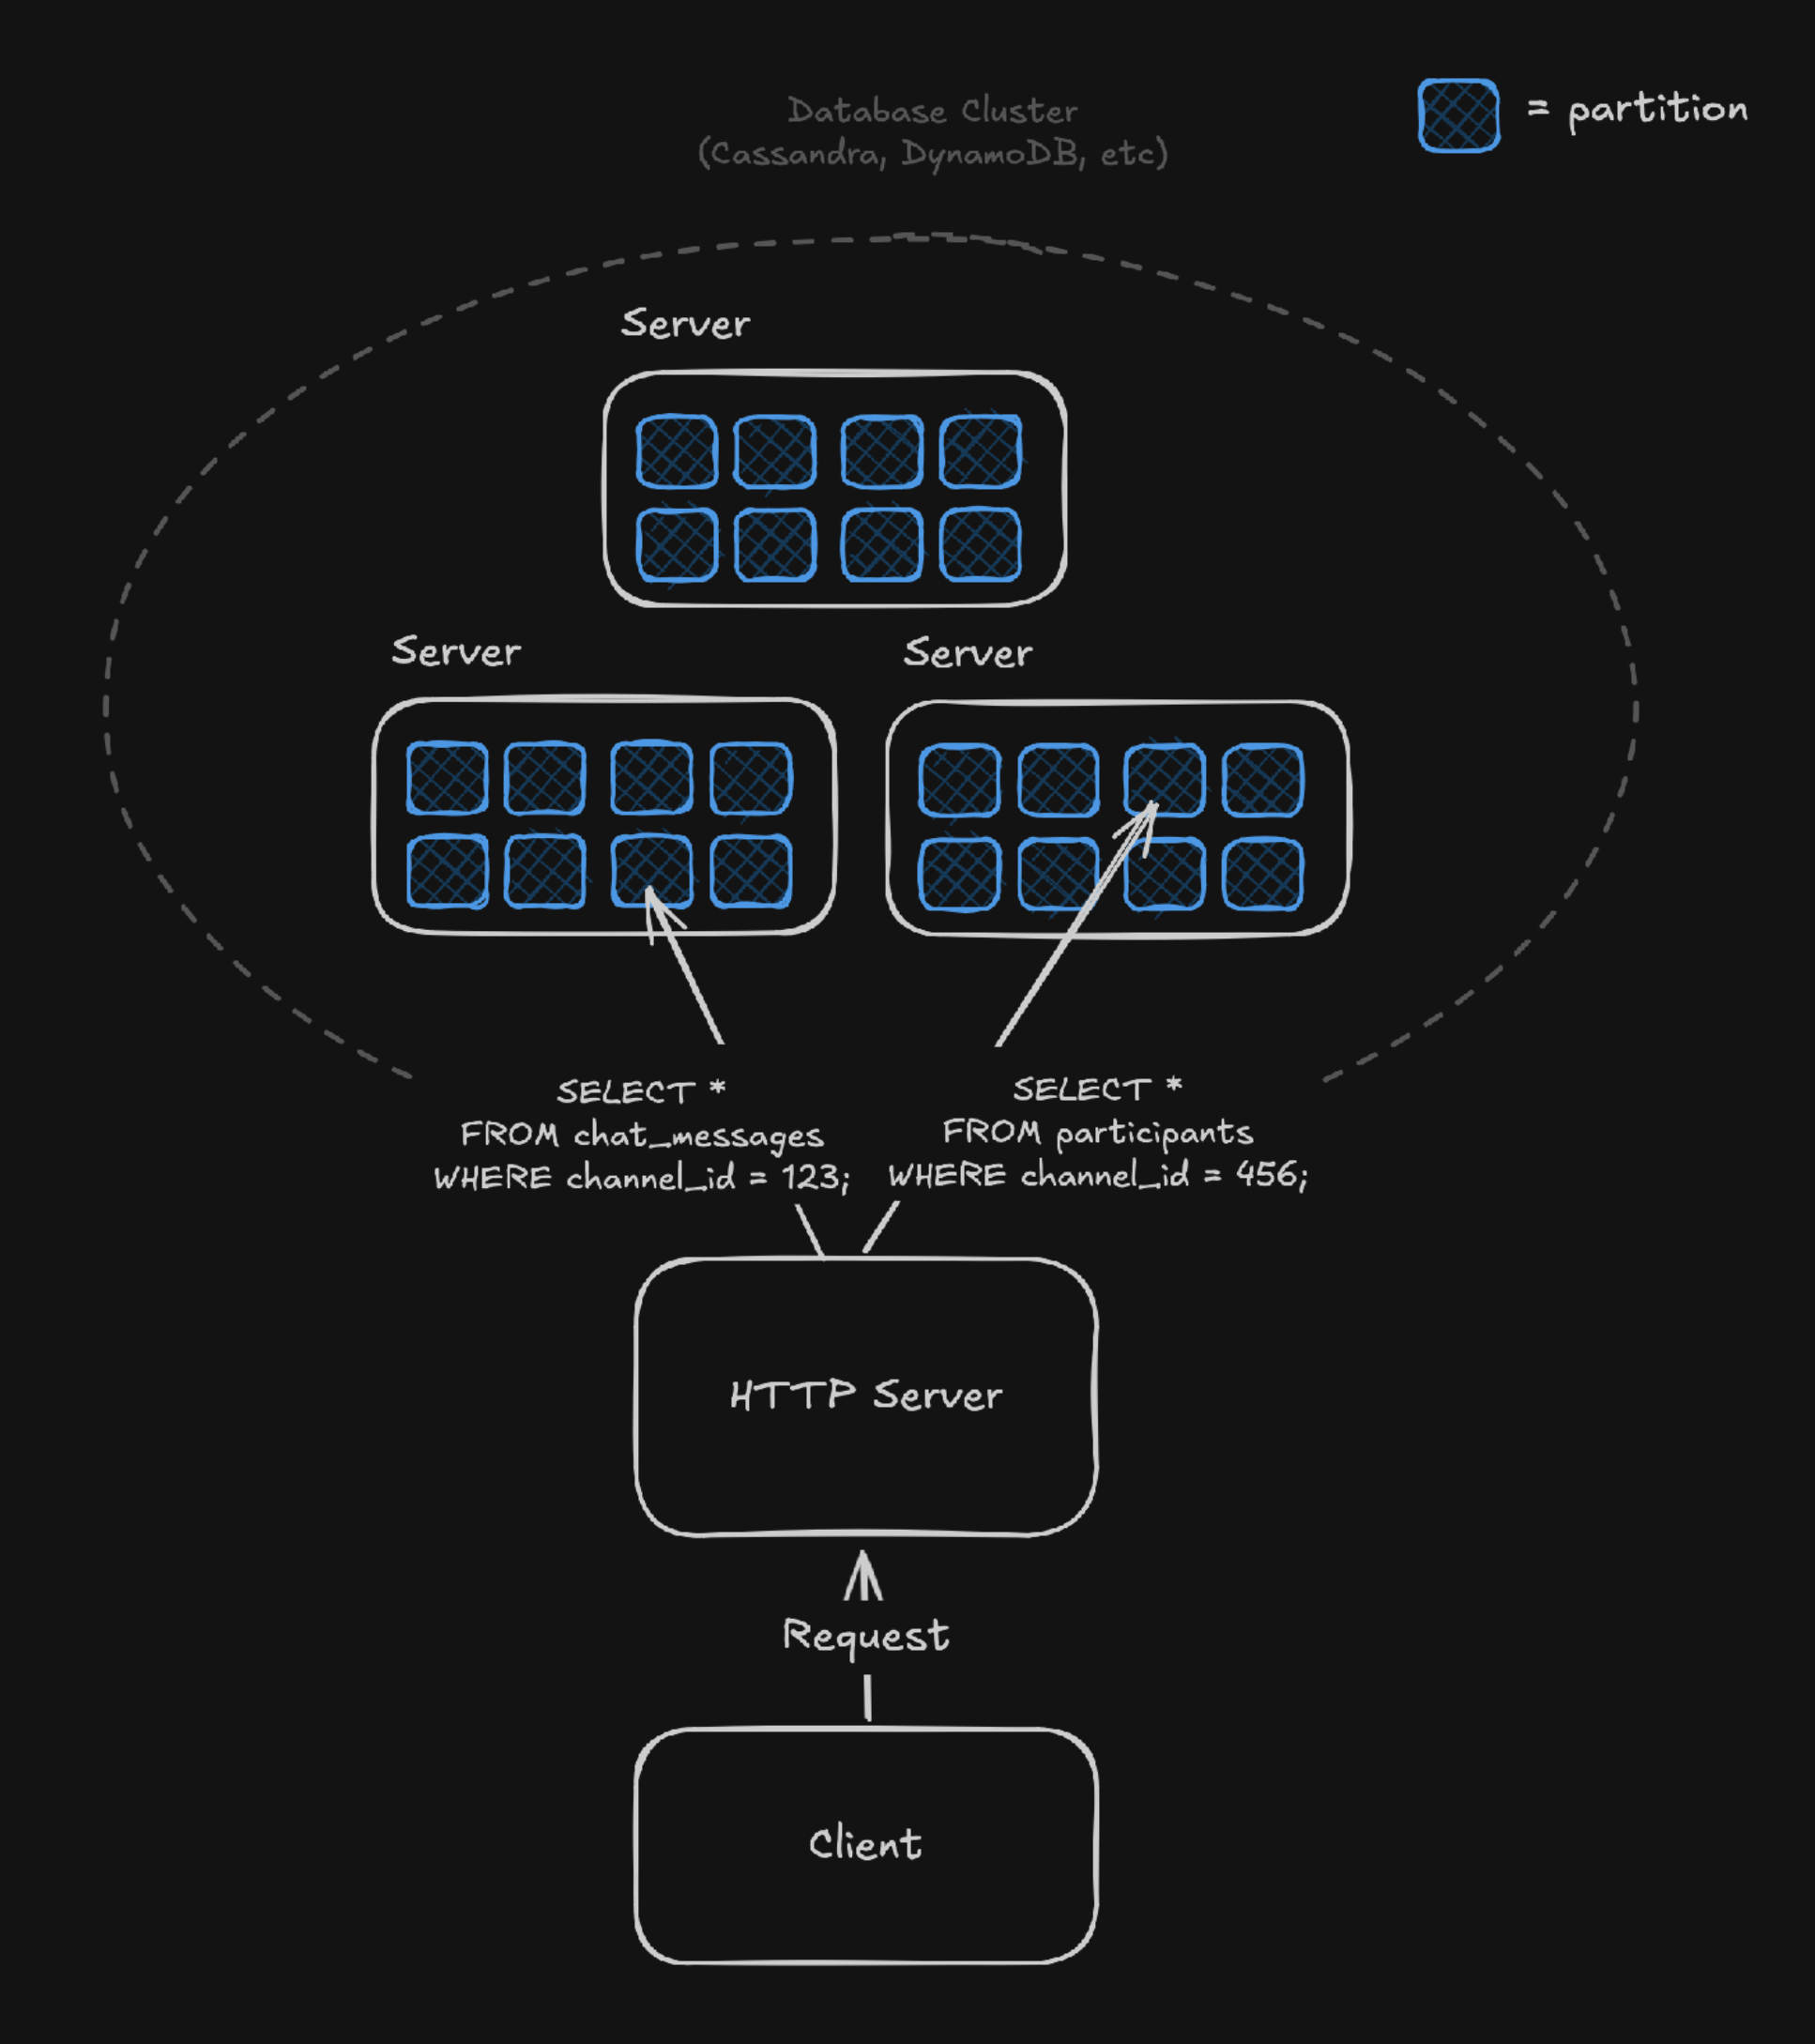 Database Cluster
(Cassandra, DynamoDB, etc)
= partition
Server
Server
Server
SELECT *
FROM chat_messages
WHERE channel_id = 123;
SELECT *
FROM participants
WHERE channel_id = 456;
HTTP Server
Request
Client